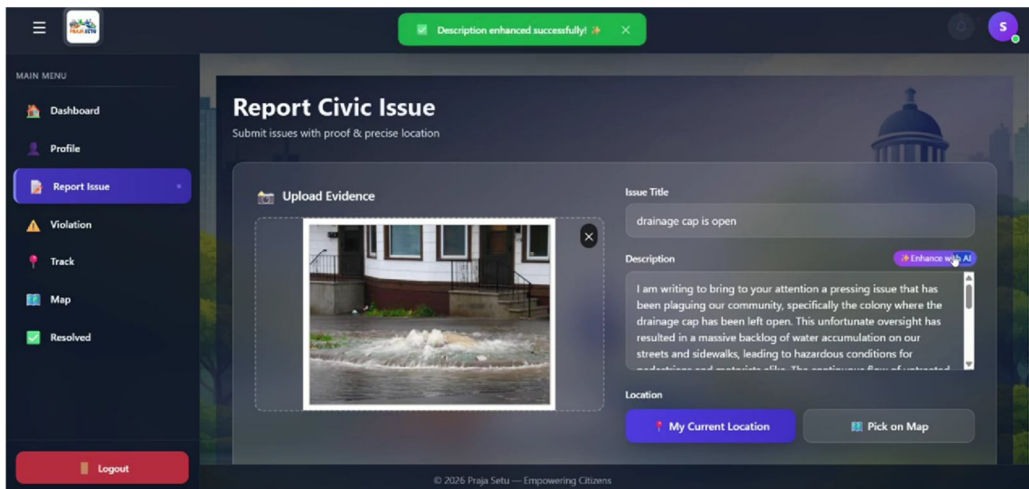 ✅ Description enhanced successfully! ✨ ×
☰ PRAJA SETU
S
MAIN MENU
Dashboard
Profile
Report Issue
Violation
Track
Map
Resolved
Logout
Report Civic Issue
Submit issues with proof & precise location
Upload Evidence
×
Issue Title
drainage cap is open
Description
✨ Enhance with AI
I am writing to bring to your attention a pressing issue that has
been plaguing our community, specifically the colony where the
drainage cap has been left open. This unfortunate oversight has
resulted in a massive backlog of water accumulation on our
streets and sidewalks, leading to hazardous conditions for
pedestrians and motorists alike. The continuous flow of untreated
Location
My Current Location
Pick on Map
© 2026 Praja Setu — Empowering Citizens